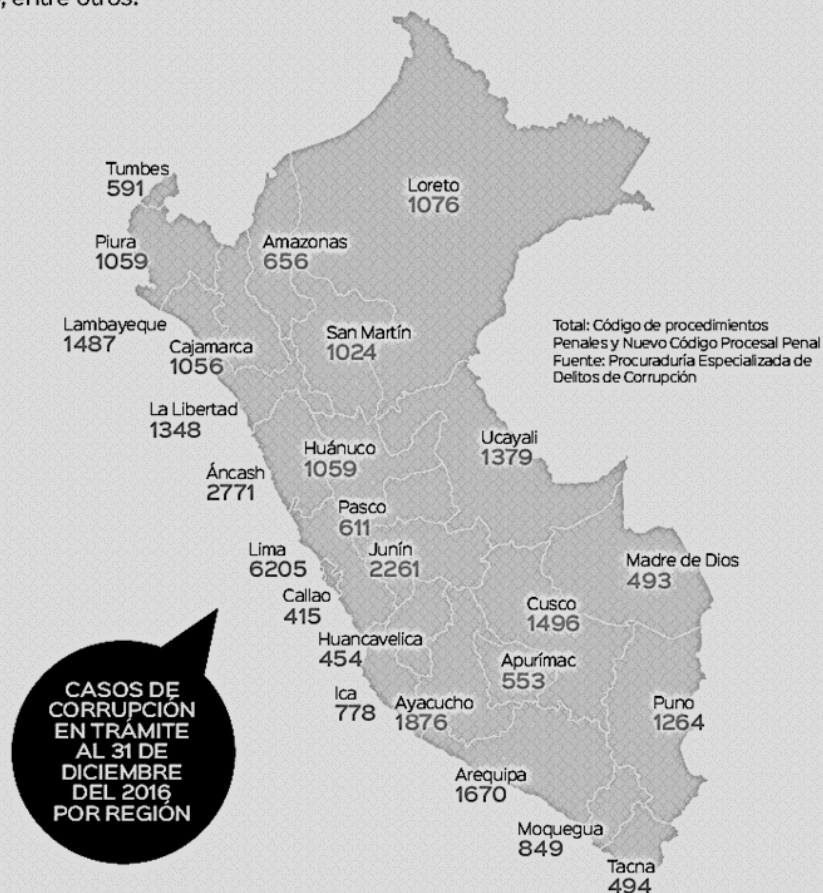 , entre otros.
Tumbes
591
Loreto
1076
Piura
1059
Amazonas
656
Lambayeque
1487
Cajamarca
1056
San Martín
1024
Total: Código de procedimientos
Penales y Nuevo Código Procesal Penal
Fuente: Procuraduría Especializada de
Delitos de Corrupción
La Libertad
1348
Huánuco
1059
Ucayali
1379
Áncash
2771
Pasco
611
Lima
6205
Junín
2261
Madre de Dios
493
Callao
415
Cusco
1496
Huancavelica
454
Apurímac
553
Ica
778
Ayacucho
1876
Puno
1264
Arequipa
1670
Moquegua
849
Tacna
494
CASOS DE
CORRUPCIÓN
EN TRÁMITE
AL 31 DE
DICIEMBRE
DEL 2016
POR REGIÓN